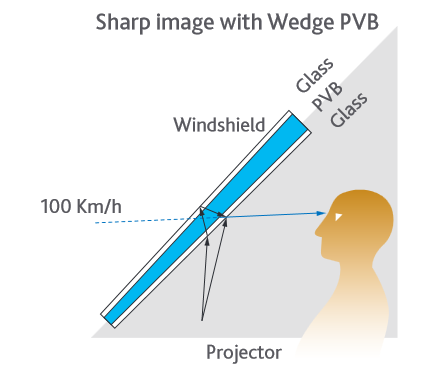 Sharp image with Wedge PVB
Glass
PVB
Glass
Windshield
100 Km/h
Projector